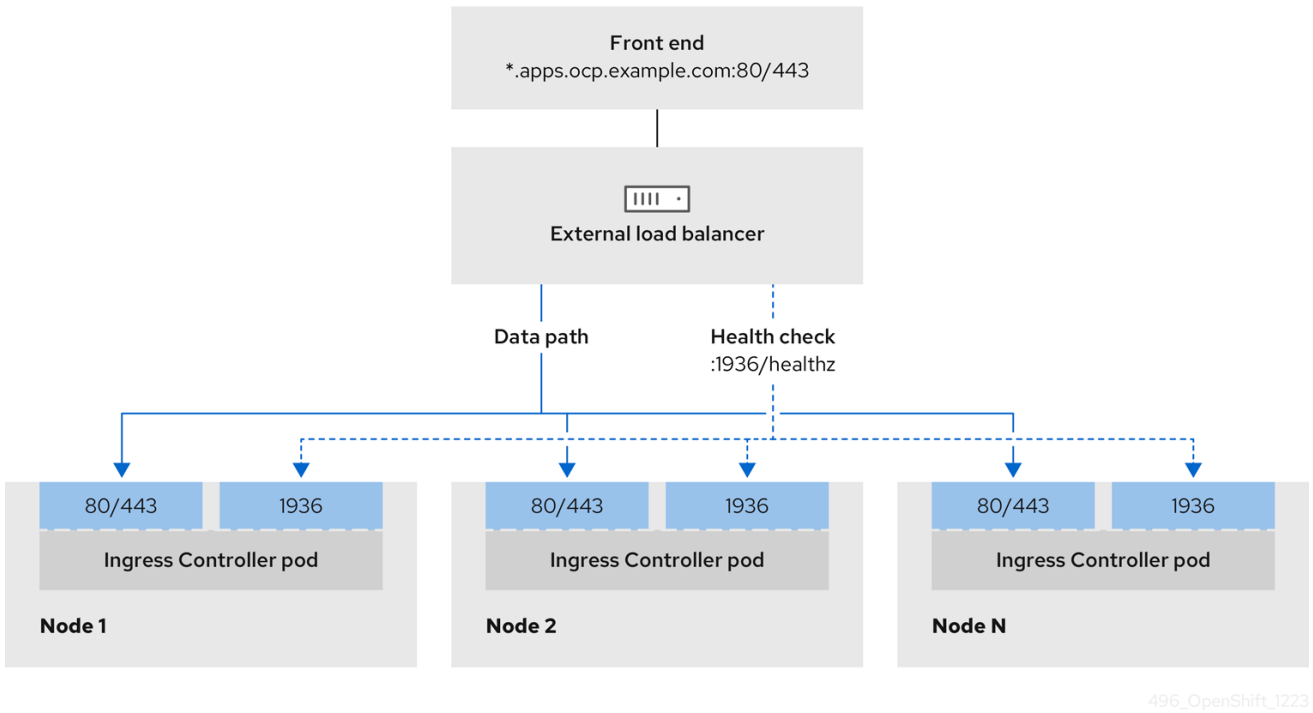 Front end
*.apps.ocp.example.com:80/443
External load balancer
Data path
Health check
:1936/healthz
80/443
1936
80/443
1936
80/443
1936
Ingress Controller pod
Ingress Controller pod
Ingress Controller pod
Node 1
Node 2
Node N
496_OpenShift_1223